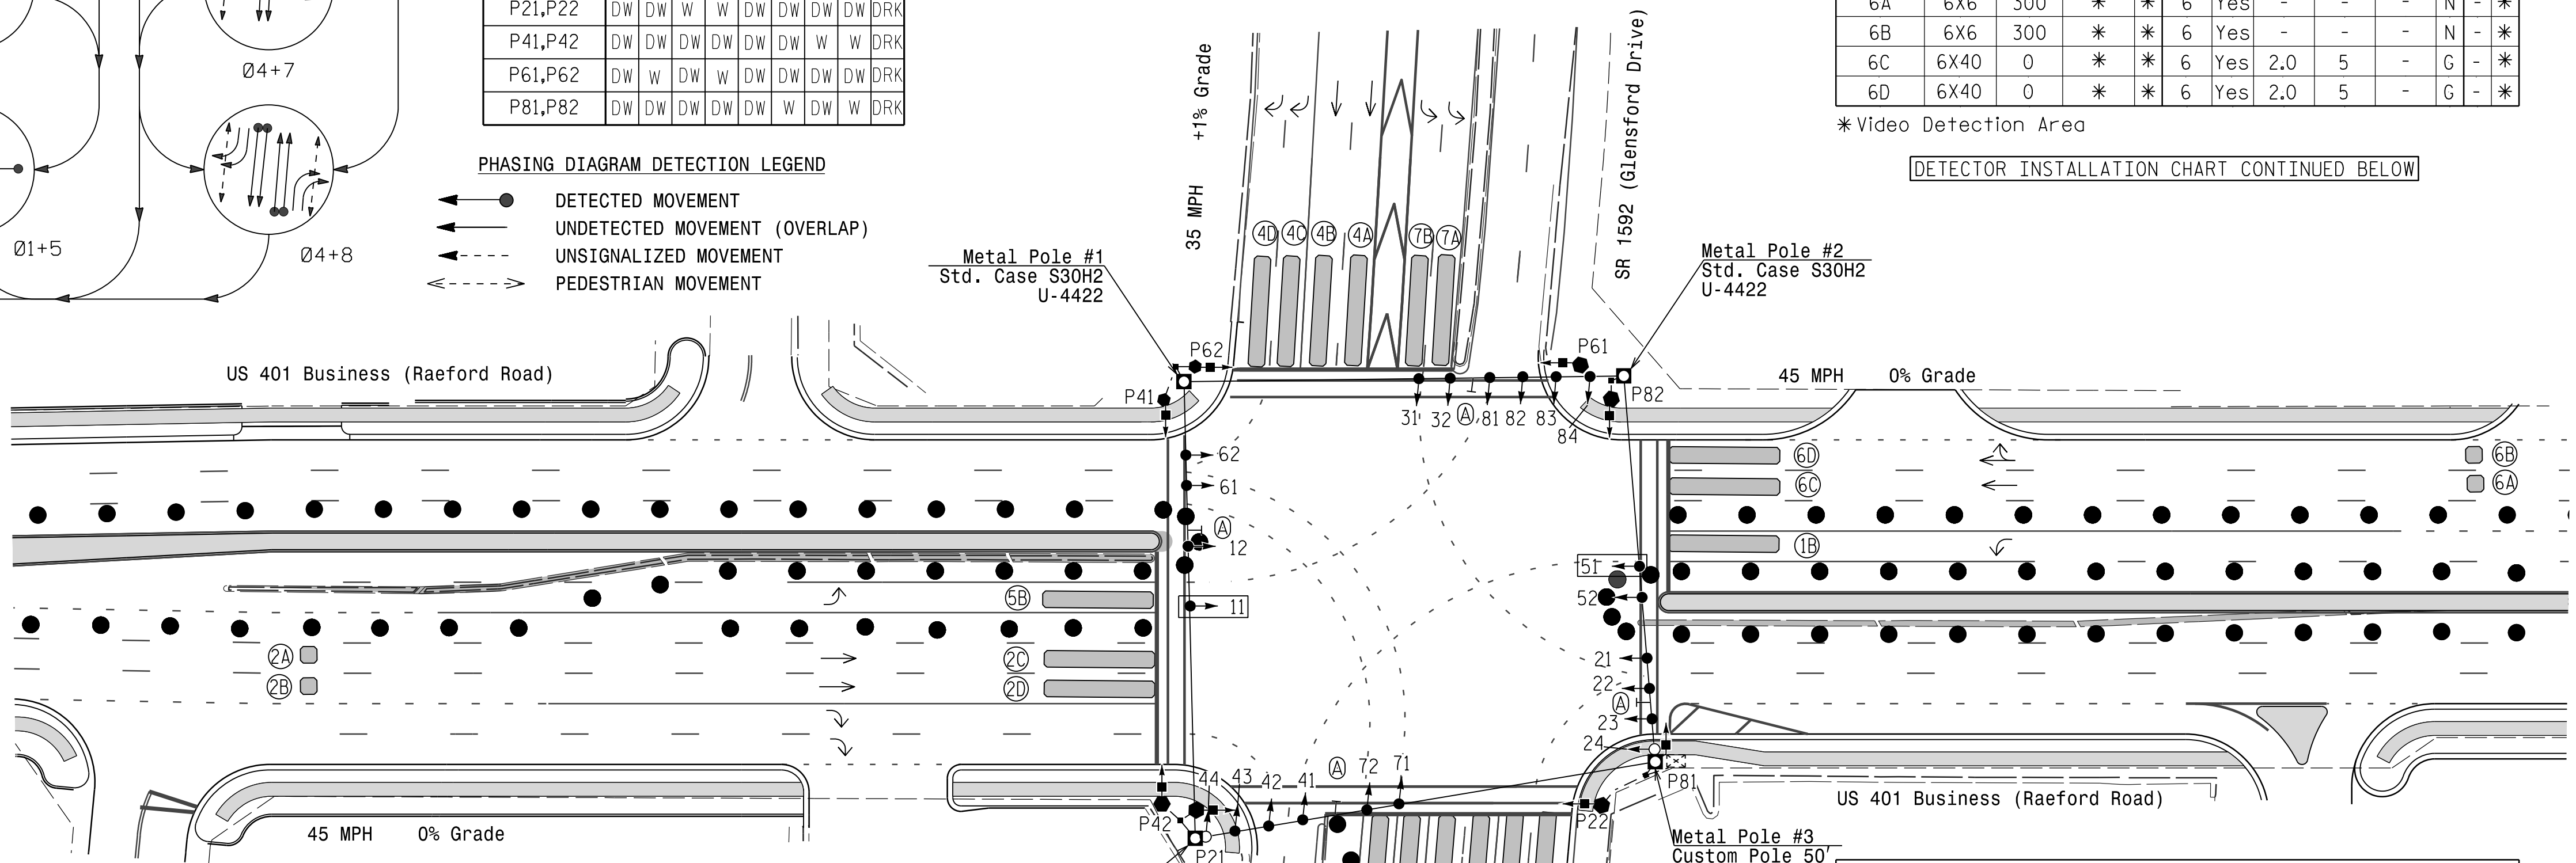 P21,P22 DW DW W W DW DW DW DW DRK
P41,P42 DW DW DW DW DW DW W W DRK
P61,P62 DW W DW W DW DW DW DW DRK
P81,P82 DW DW DW DW DW W DW W DRK
Ø4+7
Ø1+5
Ø4+8
PHASING DIAGRAM DETECTION LEGEND
DETECTED MOVEMENT
UNDETECTED MOVEMENT (OVERLAP)
UNSIGNALIZED MOVEMENT
PEDESTRIAN MOVEMENT
6A 6X6 300 * * 6 Yes - - - N - *
6B 6X6 300 * * 6 Yes - - - N - *
6C 6X40 0 * * 6 Yes 2.0 5 - G - *
6D 6X40 0 * * 6 Yes 2.0 5 - G - *
*Video Detection Area
DETECTOR INSTALLATION CHART CONTINUED BELOW
35 MPH +1% Grade
SR 1592 (Glensford Drive)
Metal Pole #1
Std. Case S30H2
U-4422
Metal Pole #2
Std. Case S30H2
U-4422
4D 4C 4B 4A 7B 7A
US 401 Business (Raeford Road)
45 MPH 0% Grade
P62
P61
P41
P82
31 32 A 81 82 83
84
62
61
A
12
11
6D
6C
1B
6B
6A
51
52
5B
2A
2B
2C
2D
21
22
A
23
24
44 43 42 41 A 72 71
P42
P21
P22
P81
45 MPH 0% Grade
US 401 Business (Raeford Road)
Metal Pole #3
Custom Pole 50'